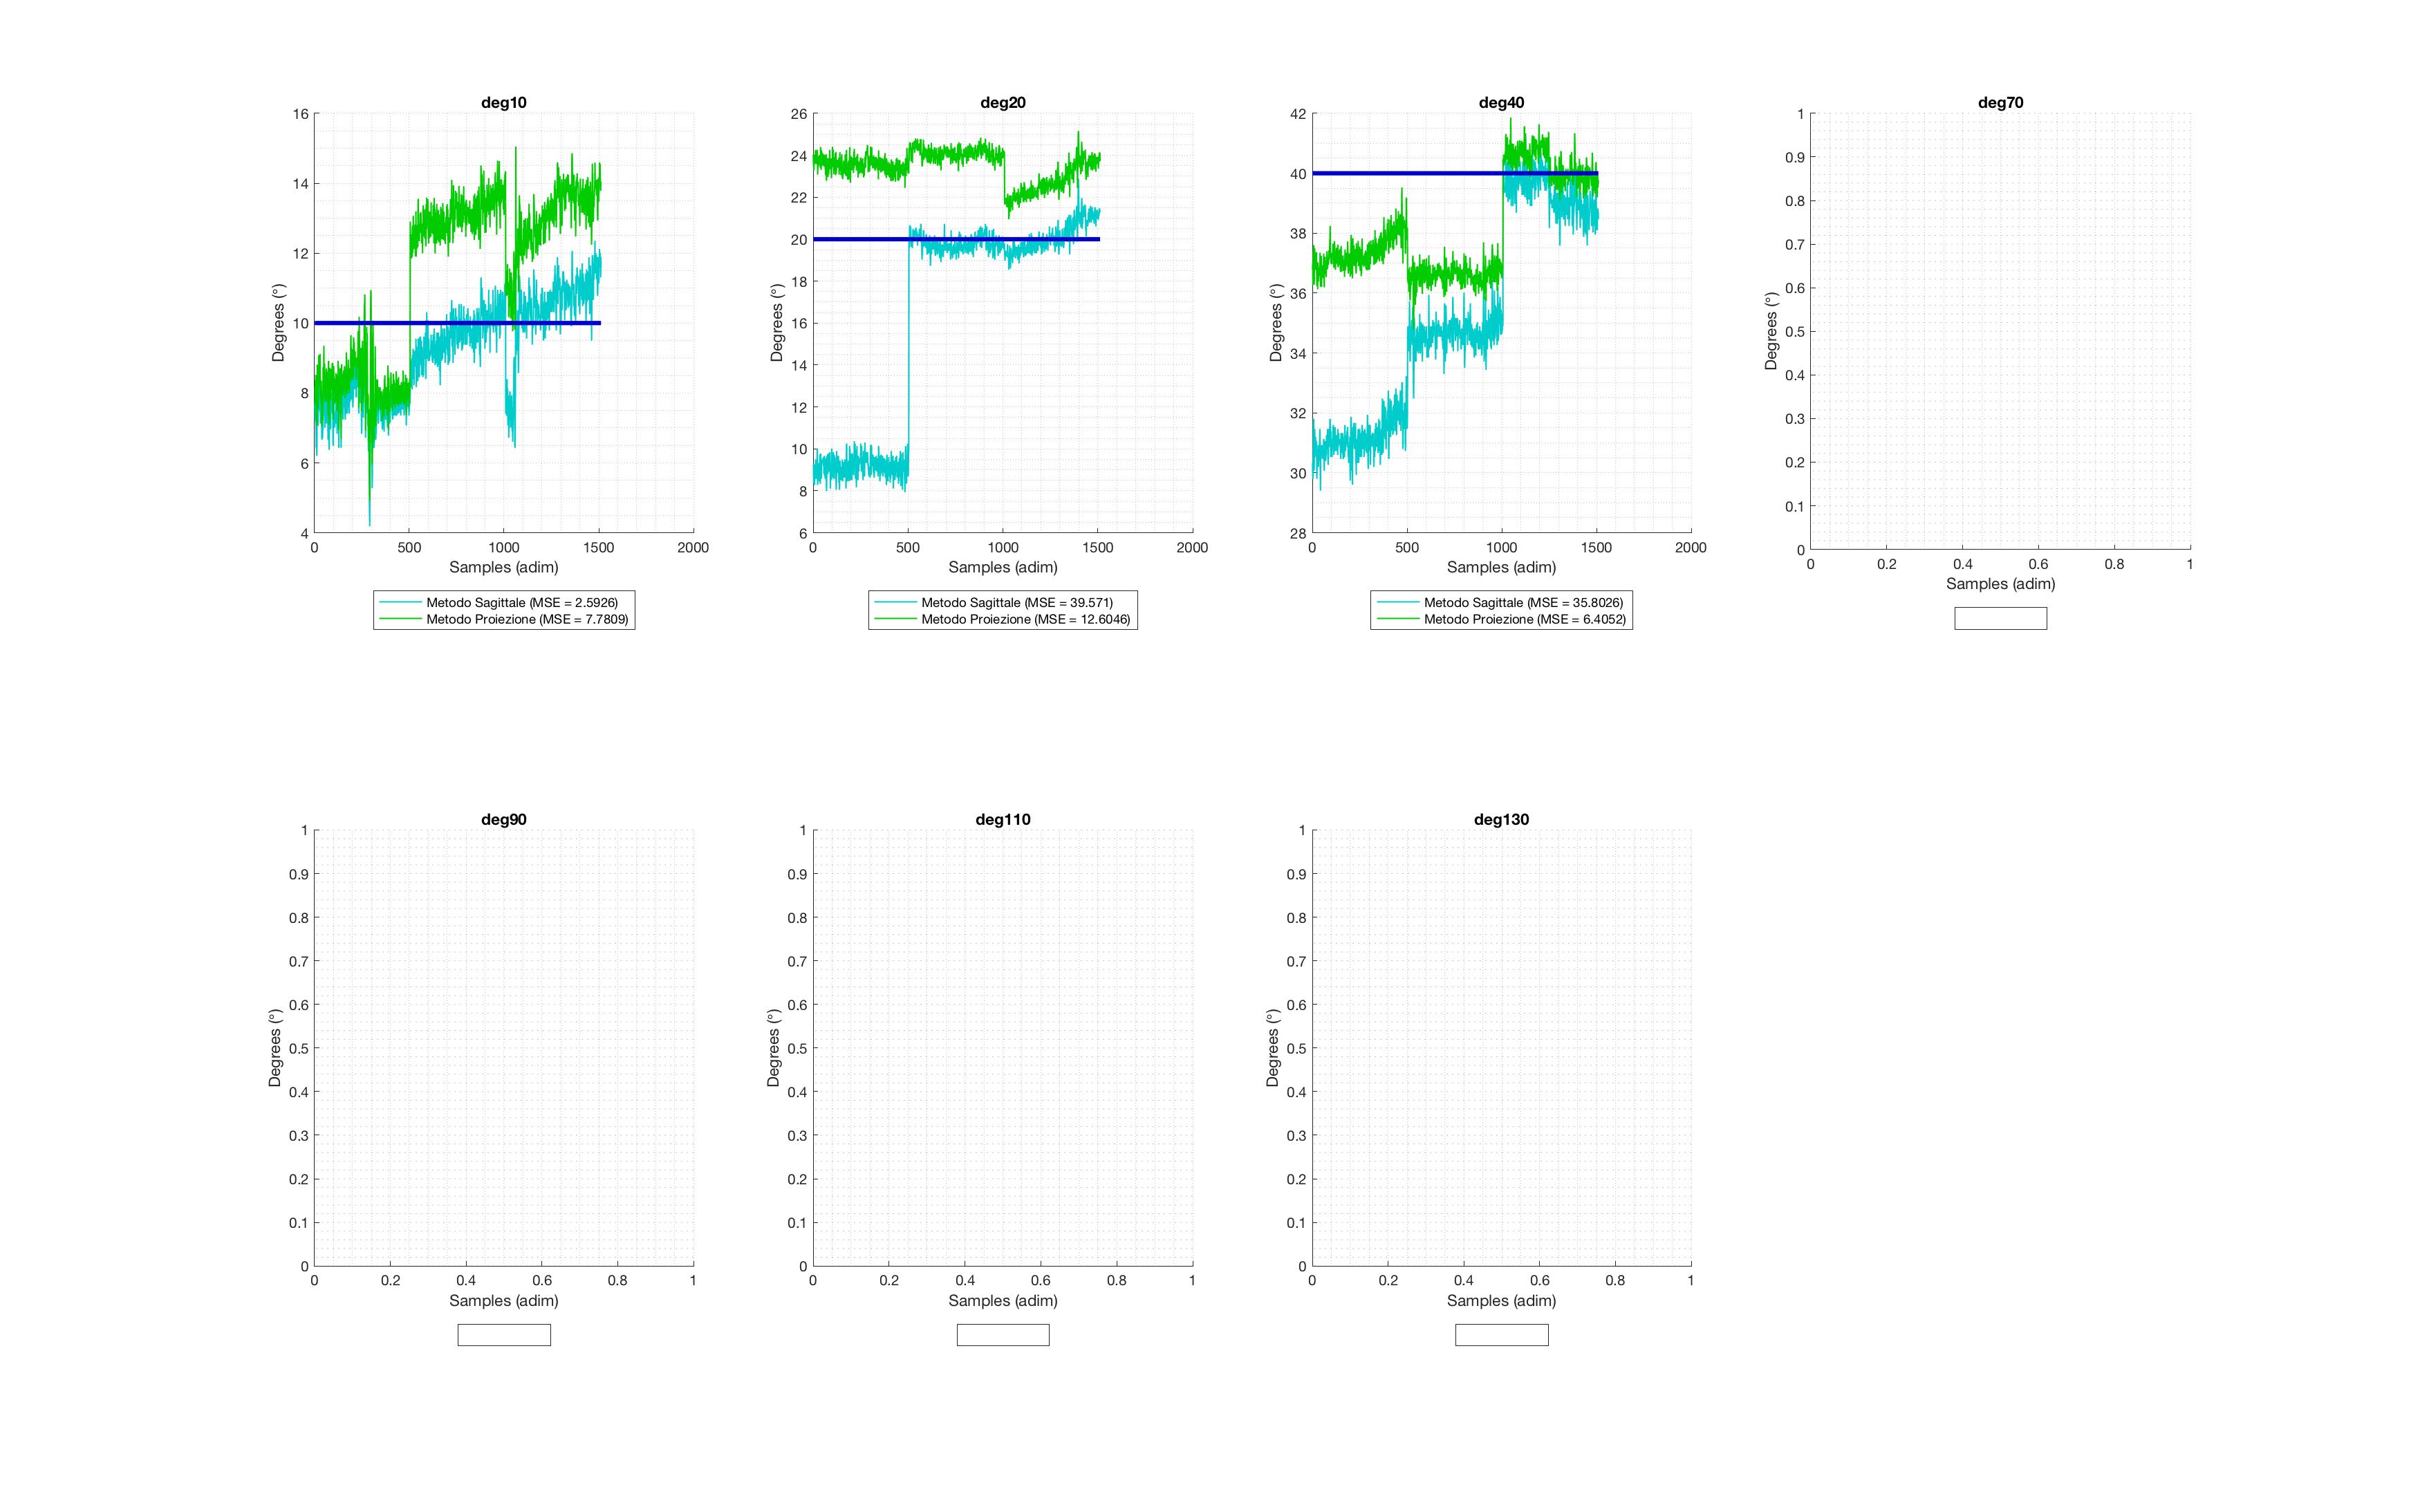 deg10
16
14
12
10
8
6
4
Degrees (°)
0 500 1000 1500 2000
Samples (adim)
Metodo Sagittale (MSE = 2.5926)
Metodo Proiezione (MSE = 7.7809)
deg20
26
24
22
20
18
16
14
12
10
8
6
Degrees (°)
0 500 1000 1500 2000
Samples (adim)
Metodo Sagittale (MSE = 39.571)
Metodo Proiezione (MSE = 12.6046)
deg40
42
40
38
36
34
32
30
28
Degrees (°)
0 500 1000 1500 2000
Samples (adim)
Metodo Sagittale (MSE = 35.8026)
Metodo Proiezione (MSE = 6.4052)
deg70
1
0.9
0.8
0.7
0.6
0.5
0.4
0.3
0.2
0.1
0
Degrees (°)
0 0.2 0.4 0.6 0.8 1
Samples (adim)
deg90
1
0.9
0.8
0.7
0.6
0.5
0.4
0.3
0.2
0.1
0
Degrees (°)
0 0.2 0.4 0.6 0.8 1
Samples (adim)
deg110
1
0.9
0.8
0.7
0.6
0.5
0.4
0.3
0.2
0.1
0
Degrees (°)
0 0.2 0.4 0.6 0.8 1
Samples (adim)
deg130
1
0.9
0.8
0.7
0.6
0.5
0.4
0.3
0.2
0.1
0
Degrees (°)
0 0.2 0.4 0.6 0.8 1
Samples (adim)